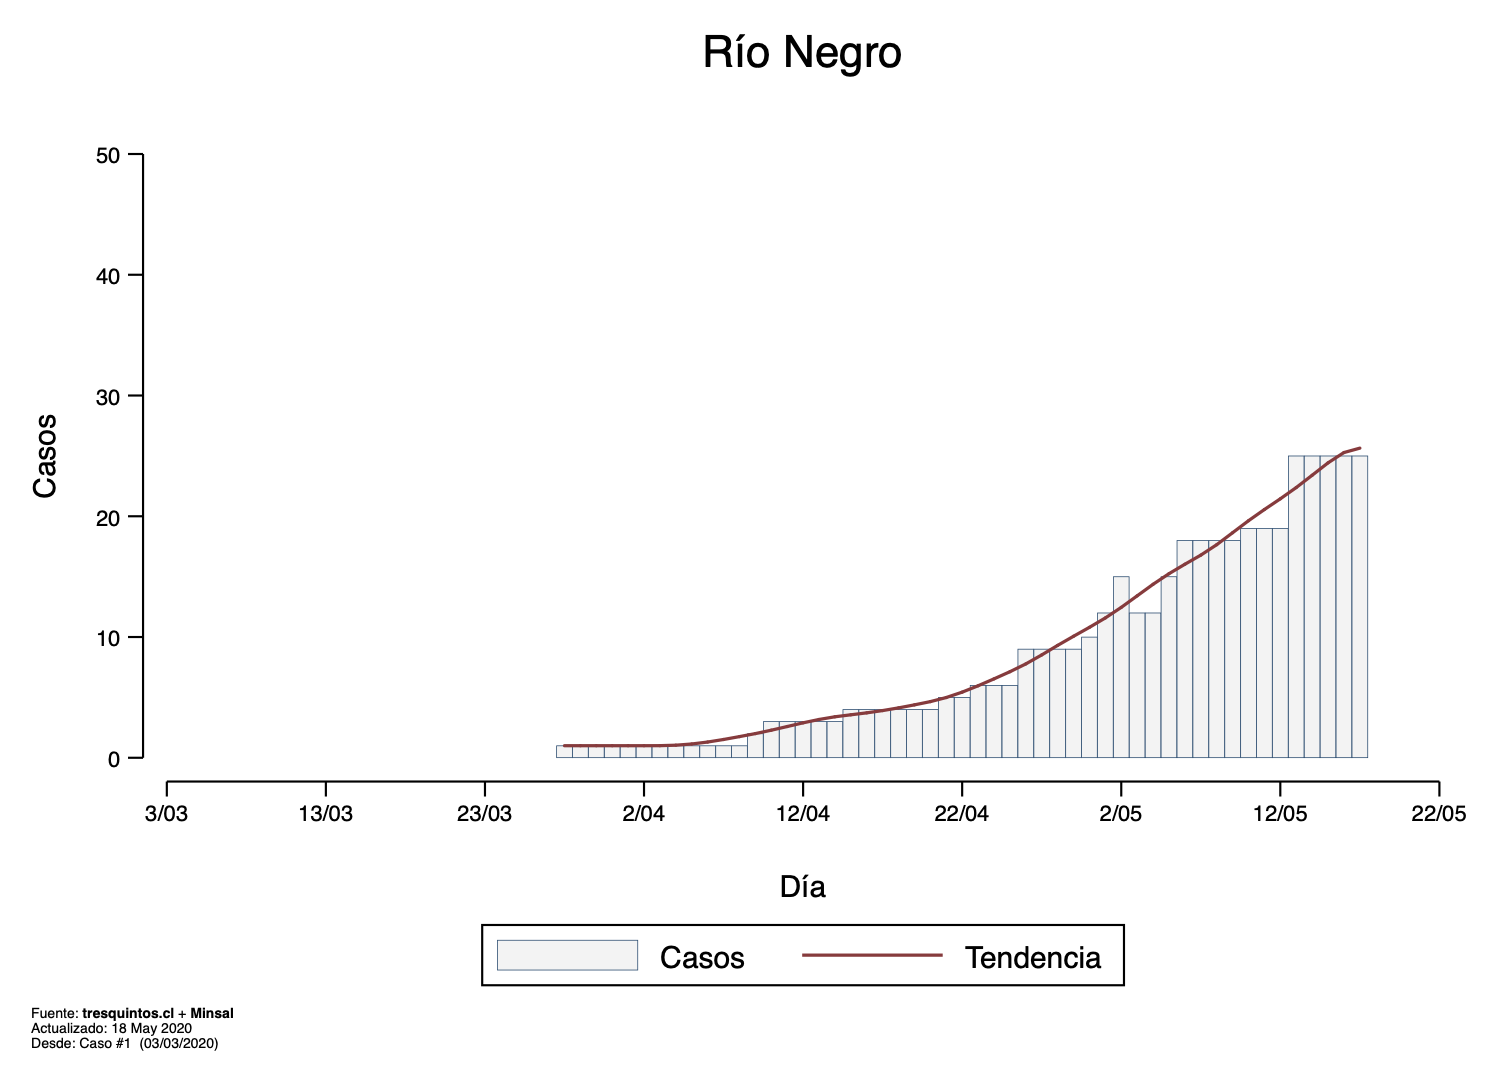 Río Negro
50
40
30
20
10
0
Casos
3/03 13/03 23/03 2/04 12/04 22/04 2/05 12/05 22/05
Día
Casos Tendencia
Fuente: tresquintos.cl + Minsal
Actualizado: 18 May 2020
Desde: Caso #1 (03/03/2020)